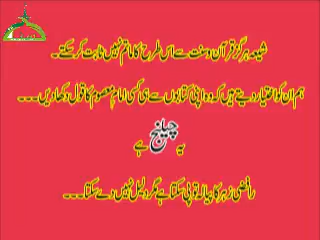 شیعہ ہرگز قرآن و سنت سے اس طرح کا ماتم نہیں ثابت کر سکتے۔
ہم ان کو اختیار دیتے ہیں کہ وہ اپنی کتابوں سے ہی کسی امام معصوم کا قول دکھا دیں۔۔۔
یہ چیلنج ہے
رافضی زہر کا پیالہ تو پی سکتا ہے مگر دلیل نہیں دے سکتا۔۔۔